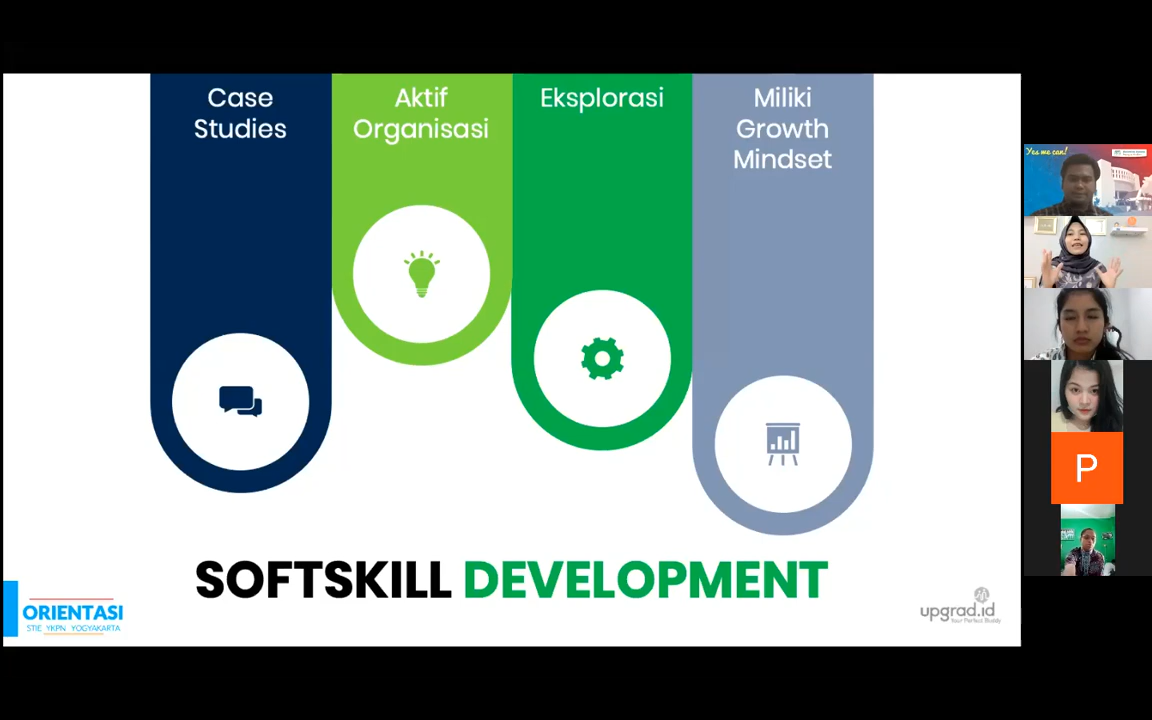 Case
Studies
Aktif
Organisasi
Eksplorasi
Miliki
Growth
Mindset
SOFTSKILL DEVELOPMENT
ORIENTASI
STIE YKPN YOGYAKARTA
upgrad.id
Your Perfect Buddy
Yes we can!
P